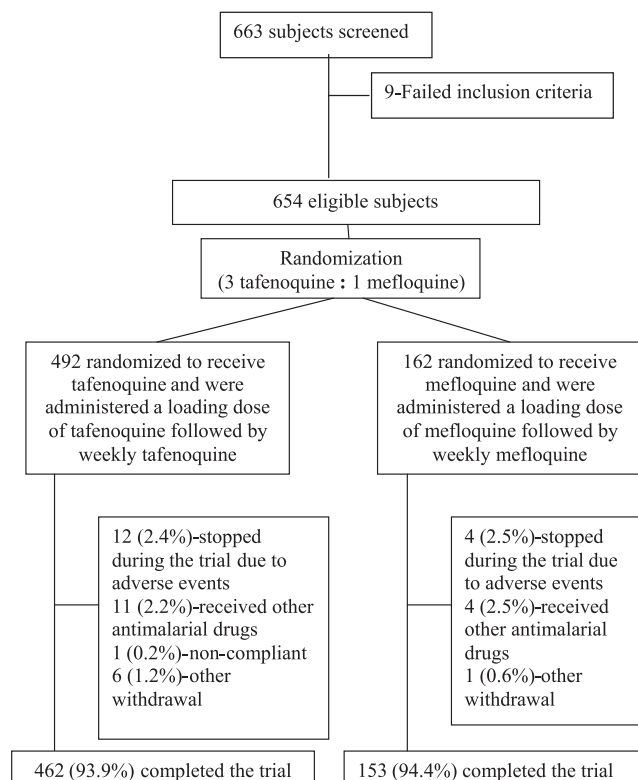 663 subjects screened
9-Failed inclusion criteria
654 eligible subjects
Randomization
(3 tafenoquine : 1 mefloquine)
492 randomized to receive
tafenoquine and were
administered a loading dose
of tafenoquine followed by
weekly tafenoquine
162 randomized to receive
mefloquine and were
administered a loading dose
of mefloquine followed by
weekly mefloquine
12 (2.4%)-stopped
during the trial due to
adverse events
11 (2.2%)-received other
antimalarial drugs
1 (0.2%)-non-compliant
6 (1.2%)-other
withdrawal
4 (2.5%)-stopped
during the trial due
to adverse events
4 (2.5%)-received
other antimalarial
drugs
1 (0.6%)-other
withdrawal
462 (93.9%) completed the trial
153 (94.4%) completed the trial